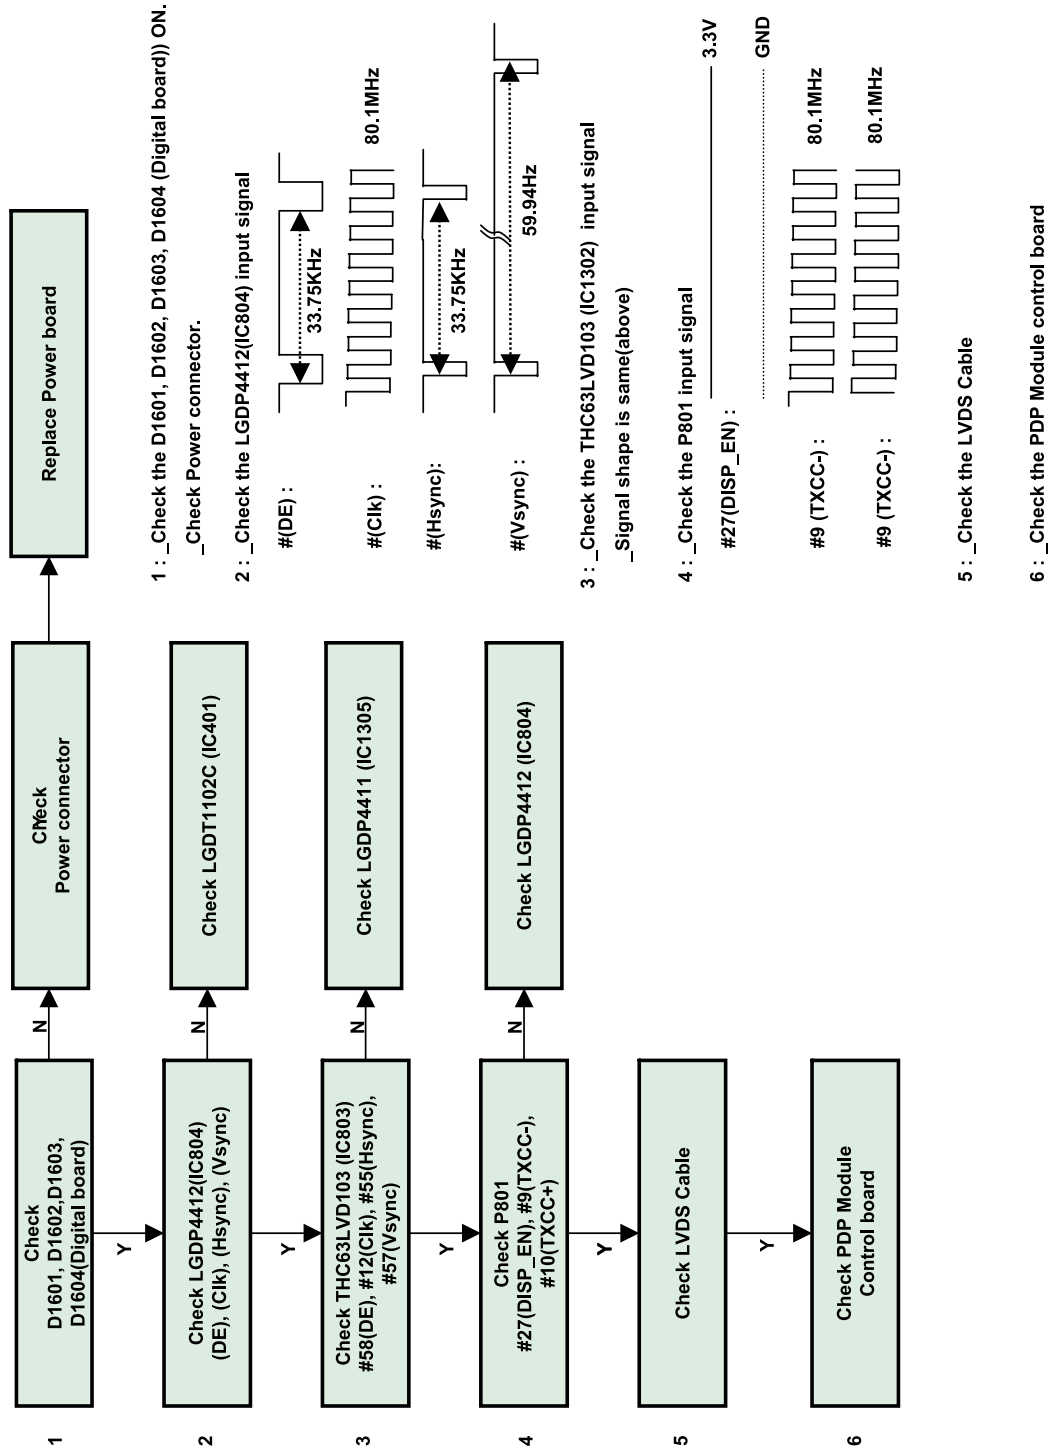 1
Check
D1601, D1602,D1603,
D1604(Digital board)
N
Check
Power connector
Replace Power board
Y
2
Check LGDP4412(IC804)
(DE), (Clk), (Hsync), (Vsync)
N
Check LGDT1102C (IC401)
Y
3
Check THC63LVD103 (IC803)
#58(DE), #12(Clk), #55(Hsync),
#57(Vsync)
N
Check LGDP4411 (IC1305)
Y
4
Check P801
#27(DISP_EN), #9(TXCC-),
#10(TXCC+)
N
Check LGDP4412 (IC804)
Y
5
Check LVDS Cable
Y
6
Check PDP Module
Control board
1 : _Check the D1601, D1602, D1603, D1604 (Digital board)) ON.
_Check Power connector.
2 : _Check the LGDP4412(IC804) input signal
#(DE) :
33.75KHz
#(Clk) :
80.1MHz
#(Hsync):
33.75KHz
#(Vsync) :
59.94Hz
3 : _Check the THC63LVD103 (IC1302) input signal
_Signal shape is same(above)
4 : _Check the P801 input signal
#27(DISP_EN) :
3.3V
GND
#9 (TXCC-) :
80.1MHz
#9 (TXCC-) :
80.1MHz
5 : _Check the LVDS Cable
6 : _Check the PDP Module control board